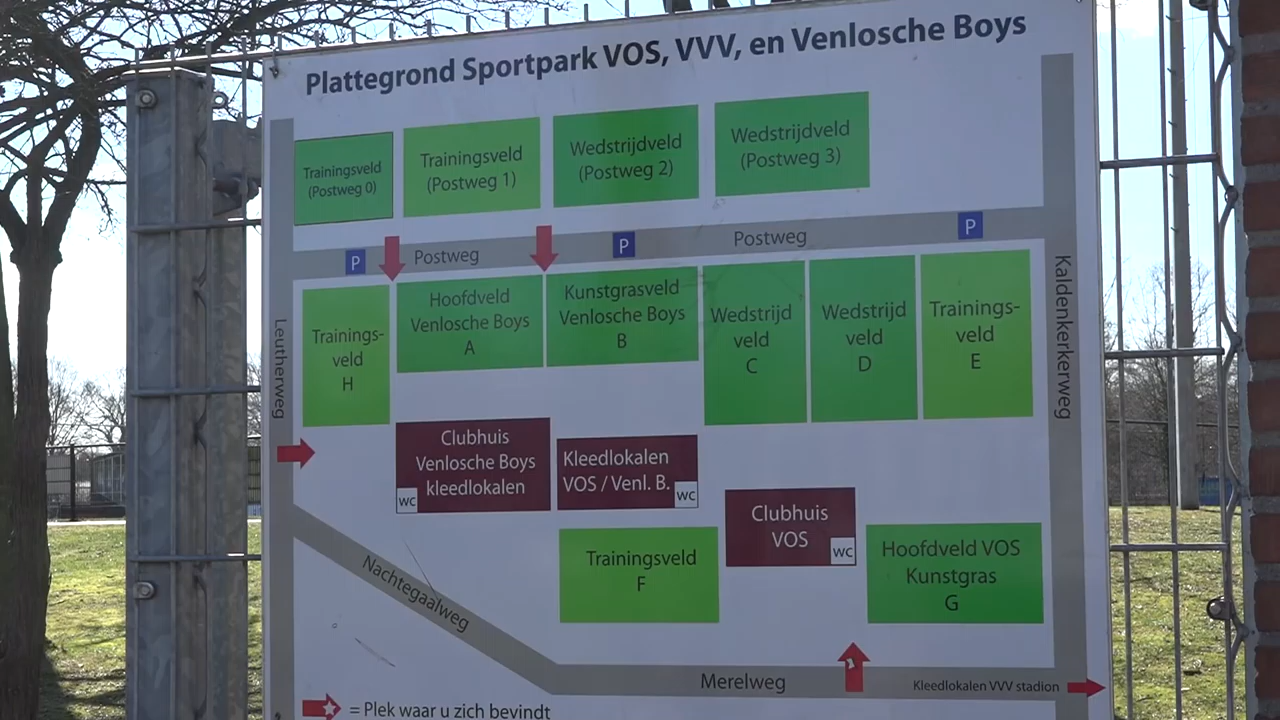 Plattegrond Sportpark VOS, VVV, en Venlosche Boys
Trainingsveld
(Postweg 0)
Trainingsveld
(Postweg 1)
Wedstrijdveld
(Postweg 2)
Wedstrijdveld
(Postweg 3)
P
Postweg
P
Postweg
P
Leutherweg
Trainings-
veld
H
Hoofdveld
Venlosche Boys
A
Kunstgrasveld
Venlosche Boys
B
Wedstrijd
veld
C
Wedstrijd
veld
D
Trainings-
veld
E
Kaldenkerkerweg
Clubhuis
Venlosche Boys
kleedlokalen
WC
Kleedlokalen
VOS / Venl. B.
WC
Clubhuis
VOS
WC
Trainingsveld
F
Hoofdveld VOS
Kunstgras
G
Nachtegaalweg
Merelweg
Kleedlokalen VVV stadion
= Plek waar u zich bevindt